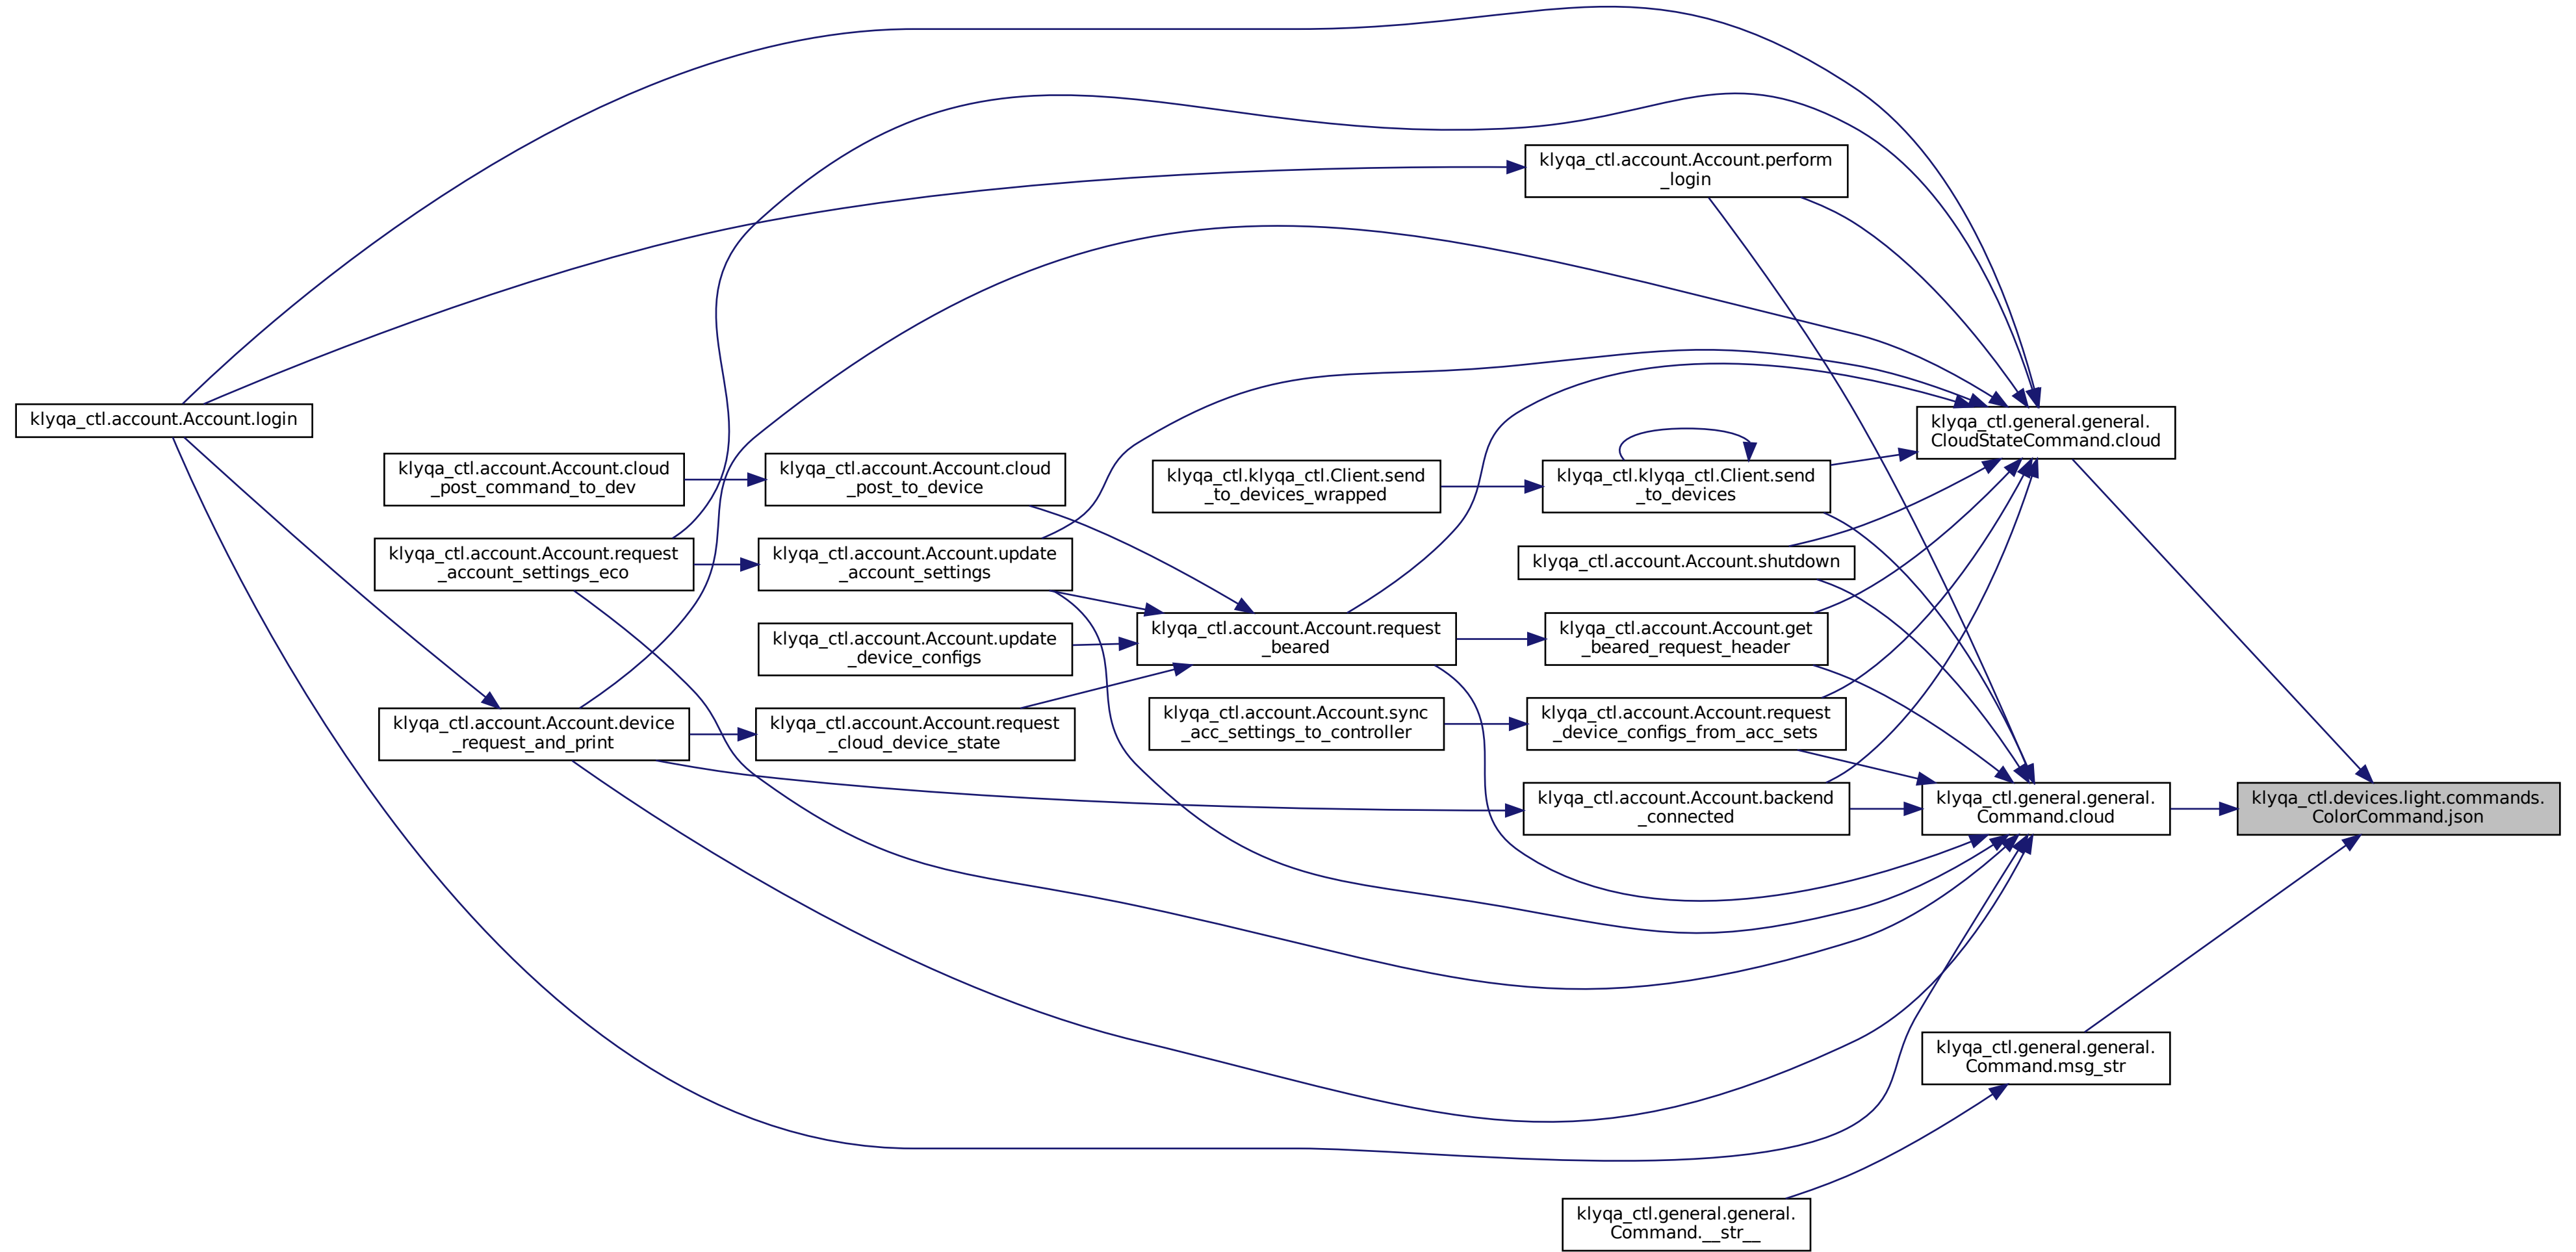 klyqa_ctl.account.Account.perform
_login
klyqa_ctl.account.Account.login
klyqa_ctl.general.general.
CloudStateCommand.cloud
klyqa_ctl.account.Account.cloud
_post_command_to_dev
klyqa_ctl.account.Account.cloud
_post_to_device
klyqa_ctl.klyqa_ctl.Client.send
_to_devices_wrapped
klyqa_ctl.klyqa_ctl.Client.send
_to_devices
klyqa_ctl.account.Account.request
_account_settings_eco
klyqa_ctl.account.Account.update
_account_settings
klyqa_ctl.account.Account.shutdown
klyqa_ctl.account.Account.update
_device_configs
klyqa_ctl.account.Account.request
_beared
klyqa_ctl.account.Account.get
_beared_request_header
klyqa_ctl.account.Account.device
_request_and_print
klyqa_ctl.account.Account.request
_cloud_device_state
klyqa_ctl.account.Account.sync
_acc_settings_to_controller
klyqa_ctl.account.Account.request
_device_configs_from_acc_sets
klyqa_ctl.account.Account.backend
_connected
klyqa_ctl.general.general.
Command.cloud
klyqa_ctl.devices.light.commands.
ColorCommand.json
klyqa_ctl.general.general.
Command.msg_str
klyqa_ctl.general.general.
Command.__str__